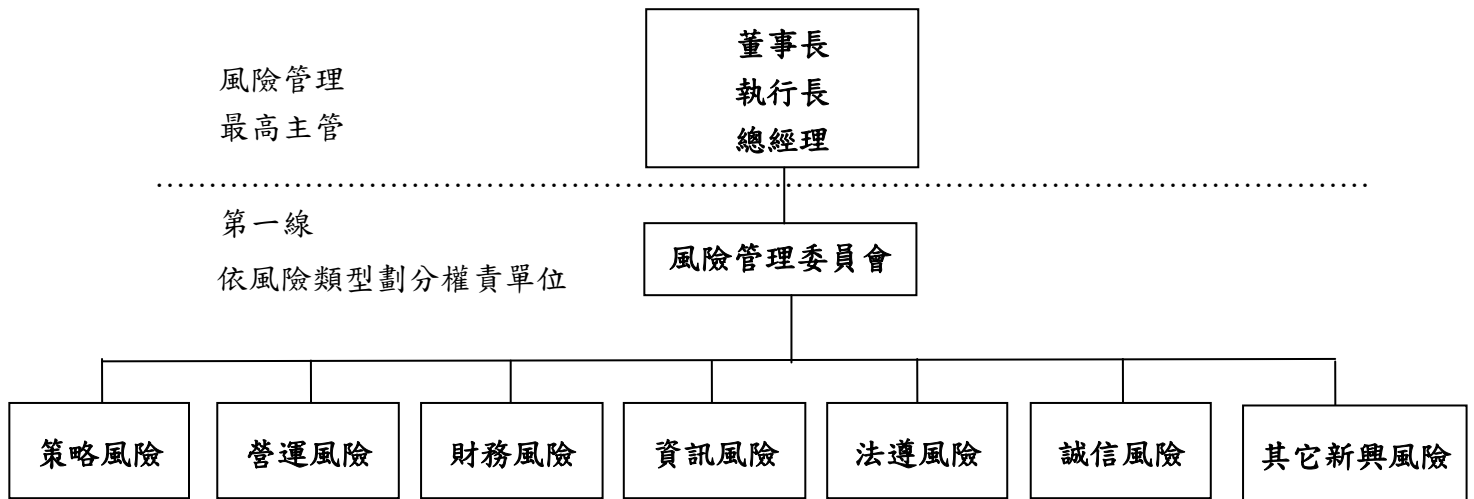 董事長
風險管理
執行長
最高主管
總經理
第一線
風險管理委員會
依風險類型劃分權責單位
策略風險
營運風險
財務風險
資訊風險
法遵風險
誠信風險
其它新興風險